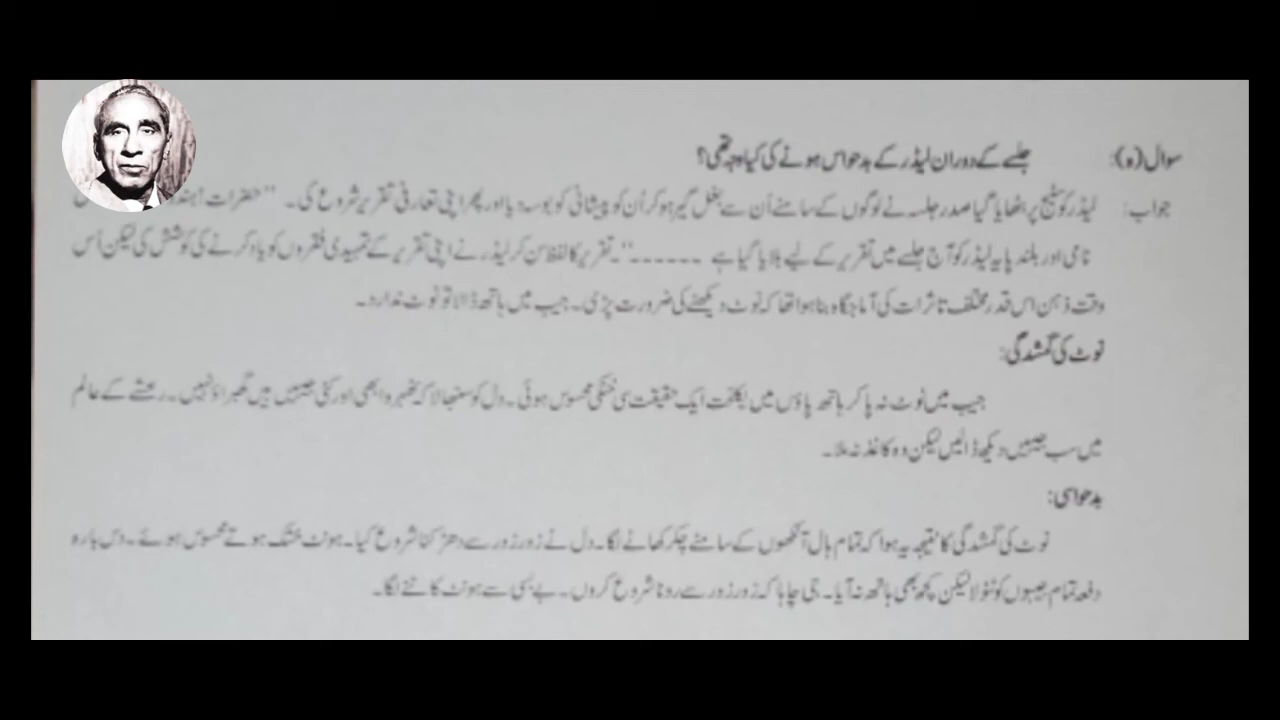 سوال (ہ): جلسے کے دوران لیڈر کے بدحواس ہونے کی کیا وجہ تھی؟
جواب: لیڈر کو سٹیج پر اٹھایا گیا صدر جلسہ نے لوگوں کے سامنے اُن سے بغل گیر ہو کر اُن کو پیشانی کو بوسہ دیا اور پھر اپنی تعارفی تقریر شروع کی۔ "حضرات
نامی اور بلند پایہ لیڈر کو آج جلسے میں تقریر کے لیے بلایا گیا ہے ۔۔۔۔۔۔"۔ تقریر کا لفظ سن کر لیڈر نے اپنی تقریر کے تمہیدی فقروں کو یاد کرنے کی کوشش کی لیکن اُس
وقت ذہن اس قدر مختلف تاثرات کی آماجگاہ بنا ہوا تھا کہ نوٹ دیکھنے کی ضرورت پڑی۔ جیب میں ہاتھ ڈالا تو نوٹ ندارد۔
نوٹ کی گمشدگی:
جیب میں نوٹ نہ پا کر ہاتھ پاؤں میں یکلخت ایک حقیقت سی خنکی محسوس ہوئی۔ دل کو سنبھالا کہ ٹھہرو ابھی اور کئی جیبیں ہیں گھبراؤ نہیں۔ رعشے کے عالم
میں سب جیبیں دیکھ ڈالیں لیکن وہ کاغذ نہ ملا۔
بدحواسی:
نوٹ کی گمشدگی کا نتیجہ یہ ہوا کہ تمام ہال آنکھوں کے سامنے چکر کھانے لگا۔ دل نے زور زور سے دھڑکنا شروع کیا۔ ہونٹ خشک ہوتے محسوس ہوئے۔ دس بارہ
دفعہ تمام جیبوں کو ٹٹولا لیکن کچھ بھی ہاتھ نہ آیا۔ جی چاہا کہ زور زور سے رونا شروع کروں۔ بے بسی سے ہونٹ کاٹنے لگا۔